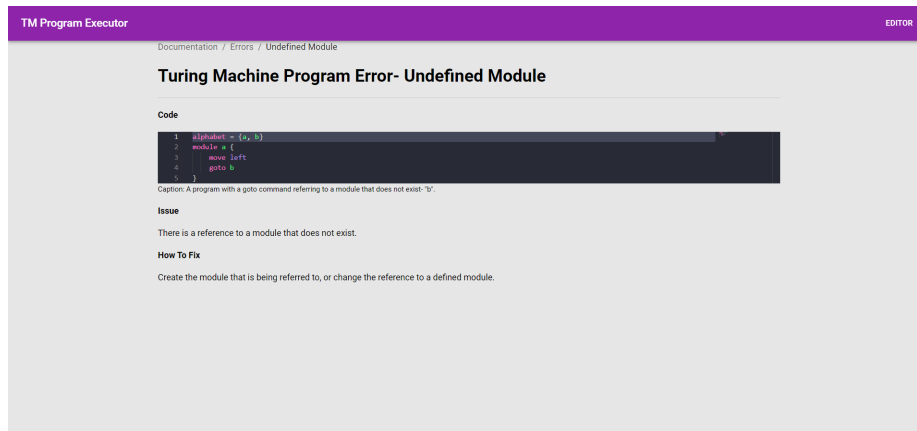 TM Program Executor
EDITOR
Documentation / Errors / Undefined Module
Turing Machine Program Error- Undefined Module
Code
1 alphabet = {a, b}
2 module a {
3 move left
4 goto b
5 }
Caption: A program with a goto command referring to a module that does not exist- "b".
Issue
There is a reference to a module that does not exist.
How To Fix
Create the module that is being referred to, or change the reference to a defined module.